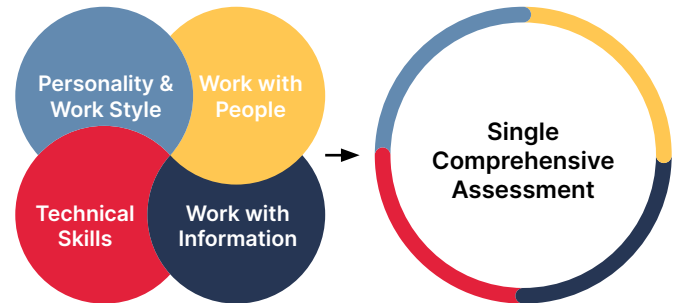 Personality &
Work Style
Work with
People
Technical
Skills
Work with
Information
Single
Comprehensive
Assessment